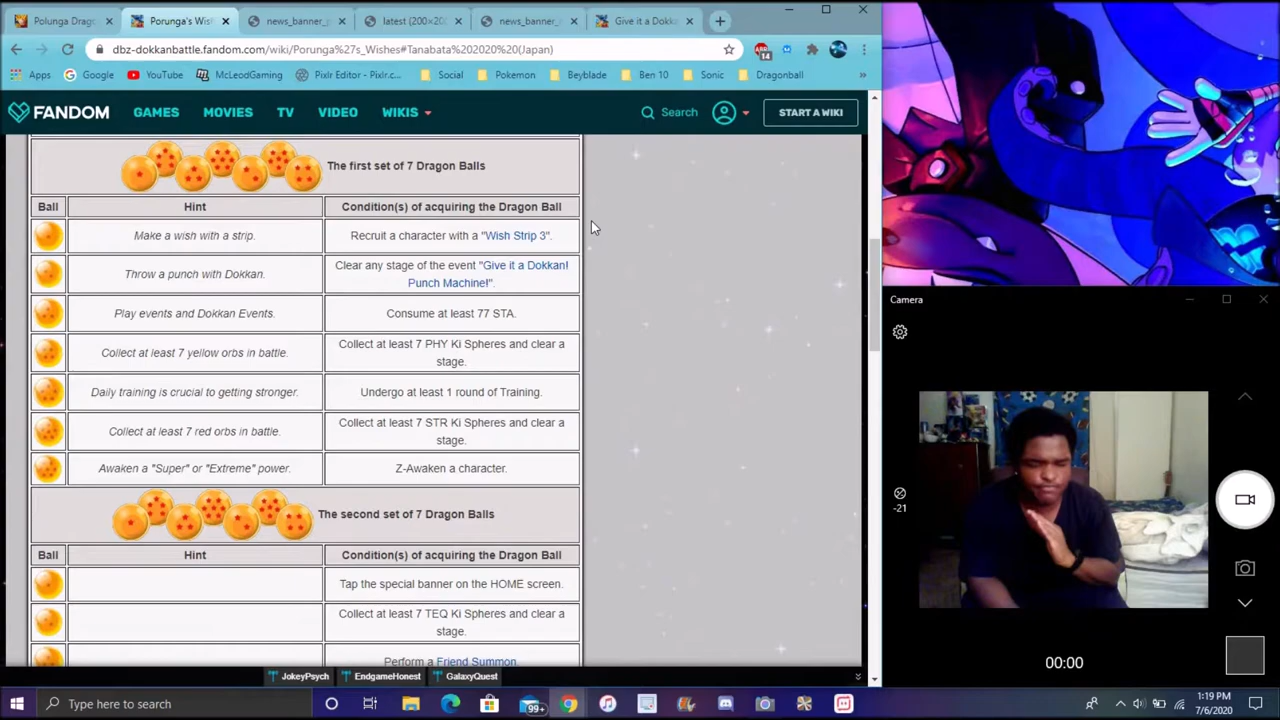 Polunga Drago
Porunga's Wish
news_banner_p
latest (200×200
news_banner_
Give it a Dokka
dbz-dokkanbattle.fandom.com/wiki/Porunga%27s_Wishes#Tanabata%202020%20(Japan)
14
Apps Google YouTube McLeodGaming Pixlr Editor - Pixlr.c... Social Pokemon Beyblade Ben 10 Sonic Dragonball »
FANDOM GAMES MOVIES TV VIDEO WIKIS Search START A WIKI
The first set of 7 Dragon Balls
Ball Hint Condition(s) of acquiring the Dragon Ball
Make a wish with a strip. Recruit a character with a "Wish Strip 3".
Throw a punch with Dokkan. Clear any stage of the event "Give it a Dokkan!
Punch Machine!".
Play events and Dokkan Events. Consume at least 77 STA.
Collect at least 7 yellow orbs in battle. Collect at least 7 PHY Ki Spheres and clear a
stage.
Daily training is crucial to getting stronger. Undergo at least 1 round of Training.
Collect at least 7 red orbs in battle. Collect at least 7 STR Ki Spheres and clear a
stage.
Awaken a "Super" or "Extreme" power. Z-Awaken a character.
The second set of 7 Dragon Balls
Ball Hint Condition(s) of acquiring the Dragon Ball
Tap the special banner on the HOME screen.
Collect at least 7 TEQ Ki Spheres and clear a
stage.
Perform a Friend Summon.
JokeyPsych EndgameHonest GalaxyQuest
Camera
-21
00:00
Type here to search
99+
1:19 PM
7/6/2020